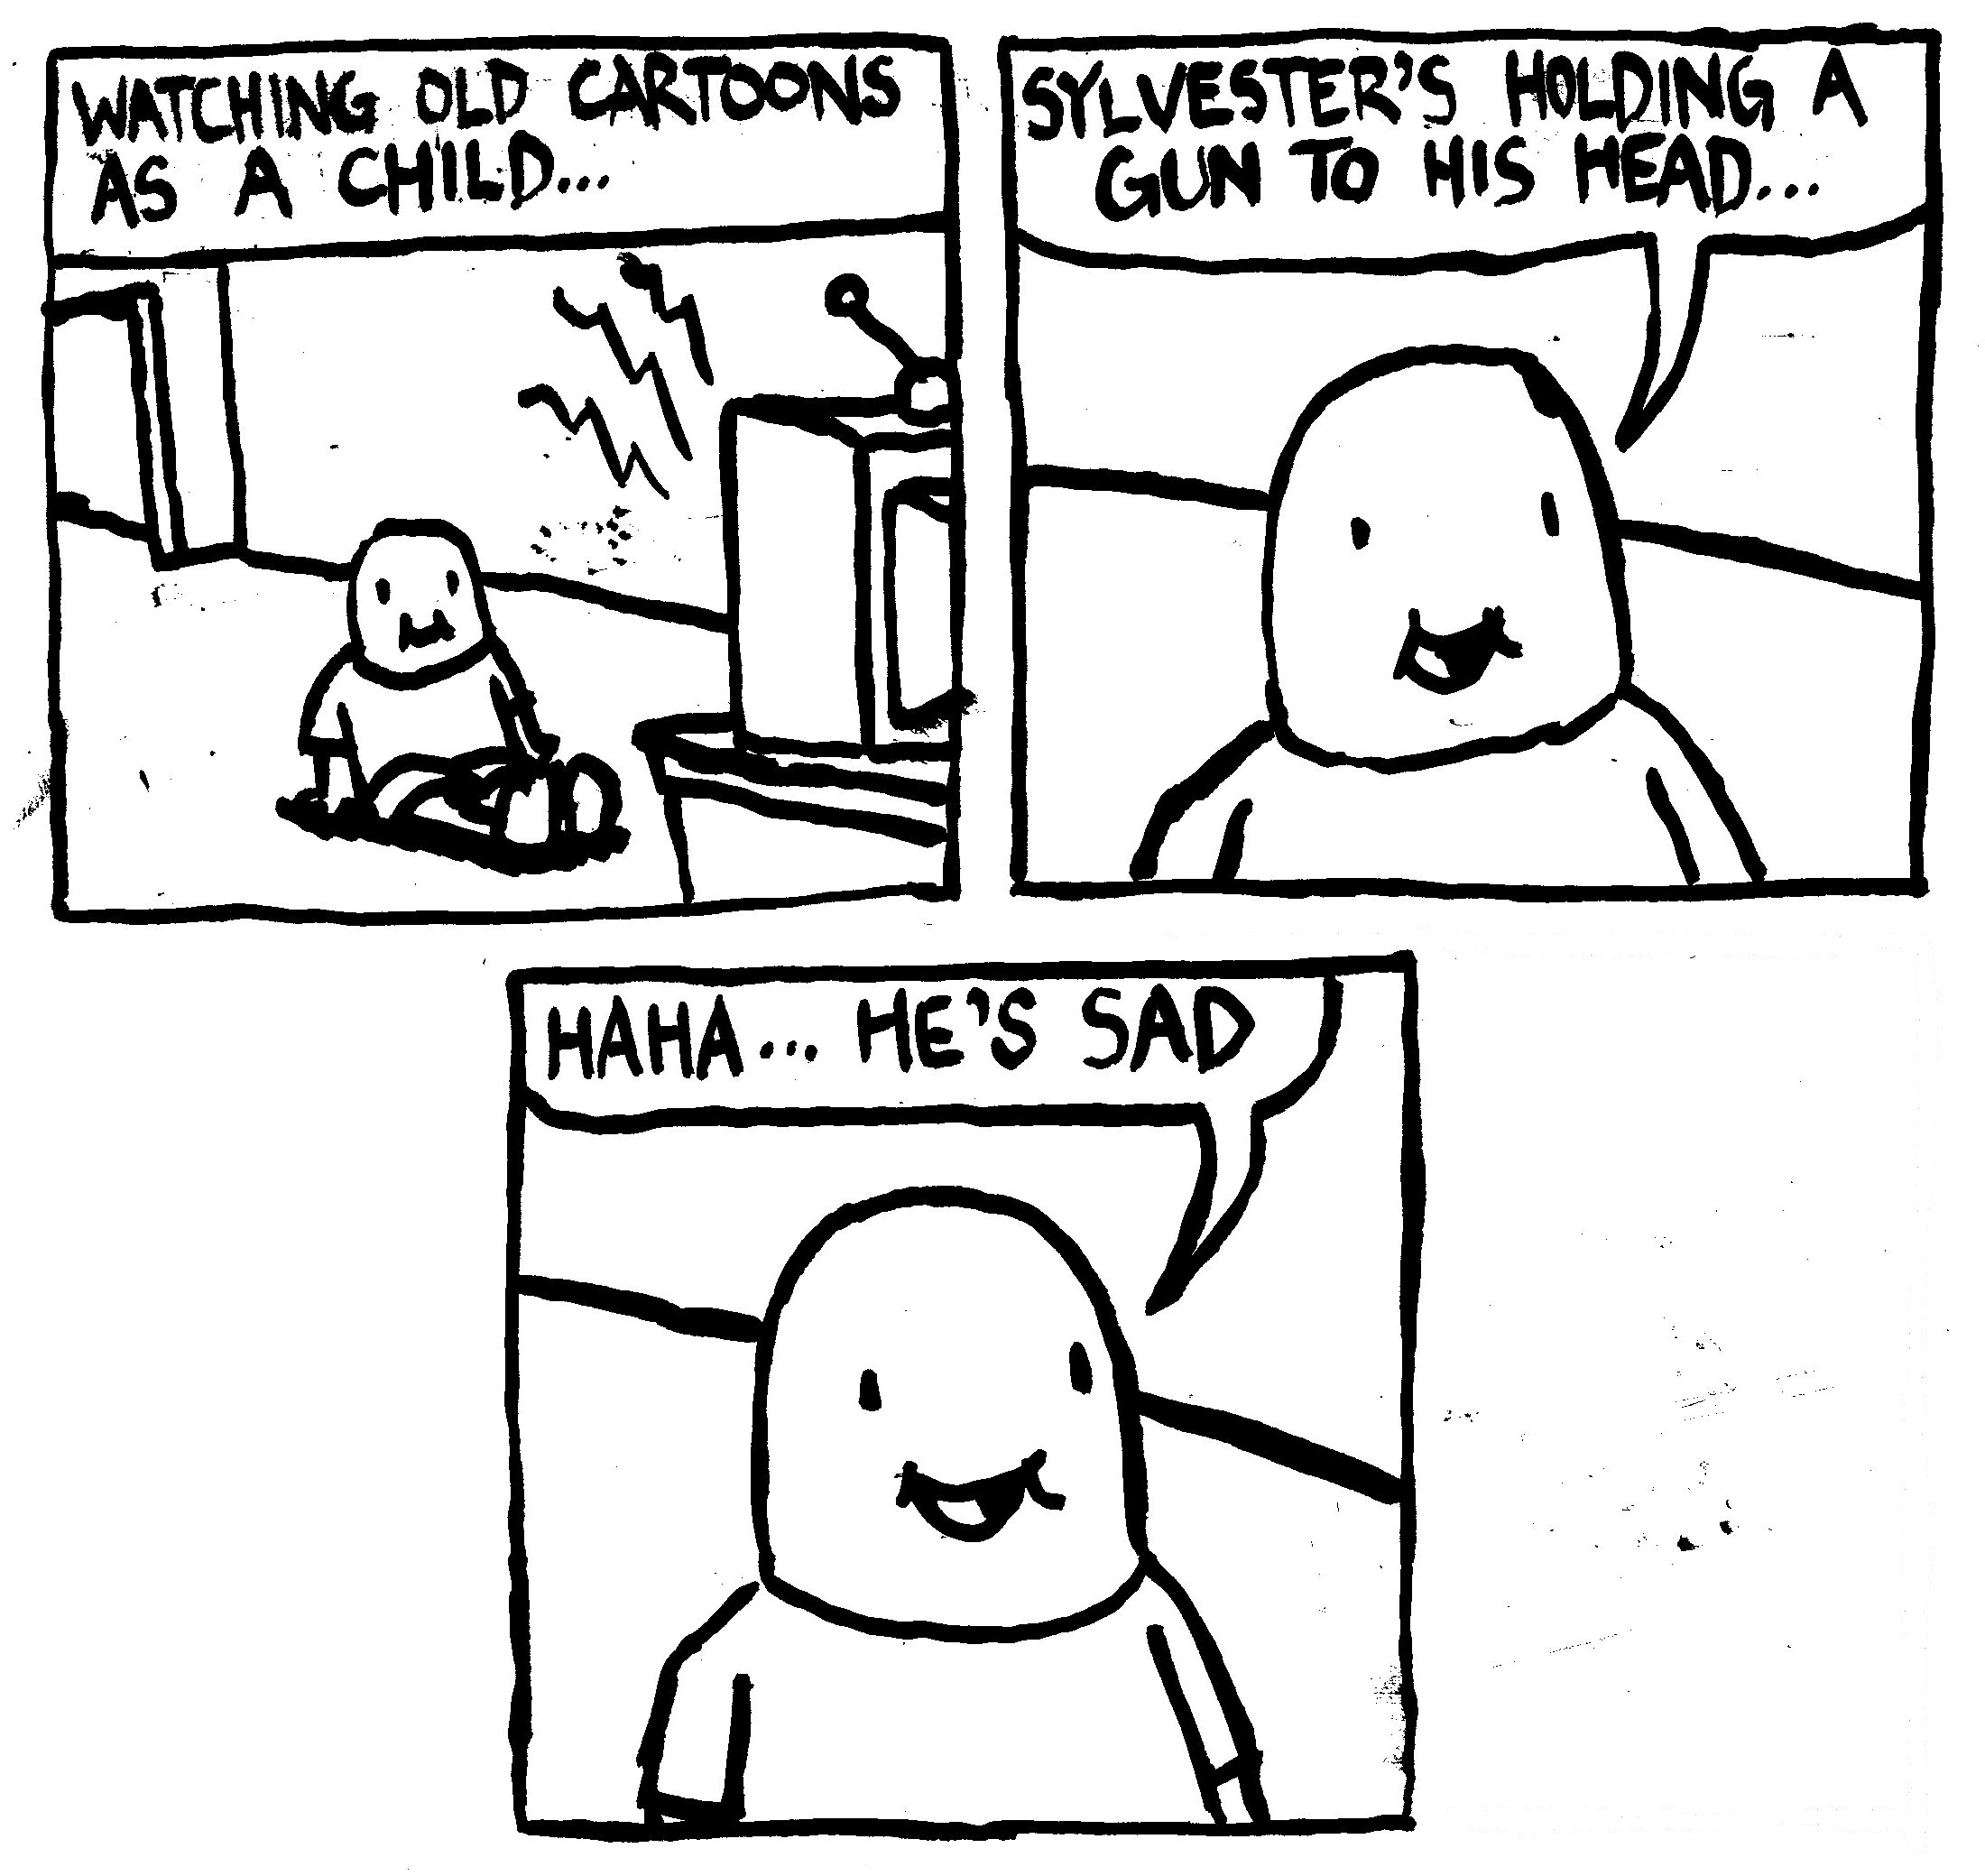 WATCHING OLD CARTOONS
AS A CHILD...
SYLVESTER'S HOLDING A
GUN TO HIS HEAD...
HAHA... HE'S SAD